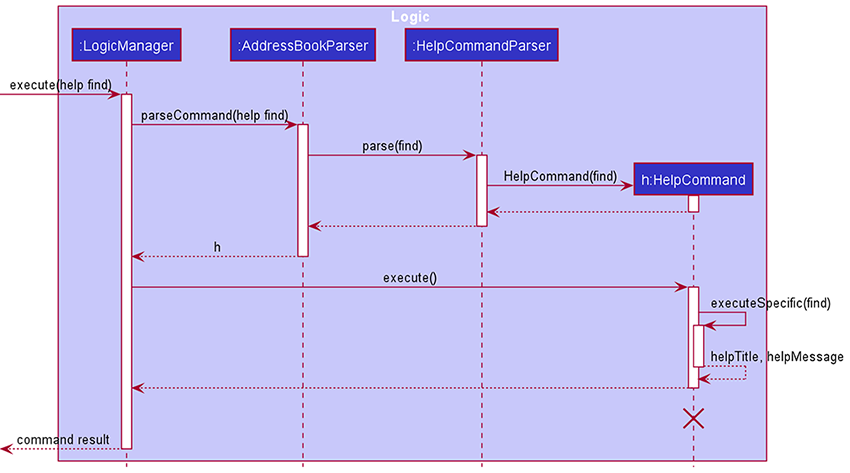 Logic
:LogicManager
:AddressBookParser
:HelpCommandParser
execute(help find)
parseCommand(help find)
parse(find)
HelpCommand(find)
h:HelpCommand
h
execute()
executeSpecific(find)
helpTitle, helpMessage
command result